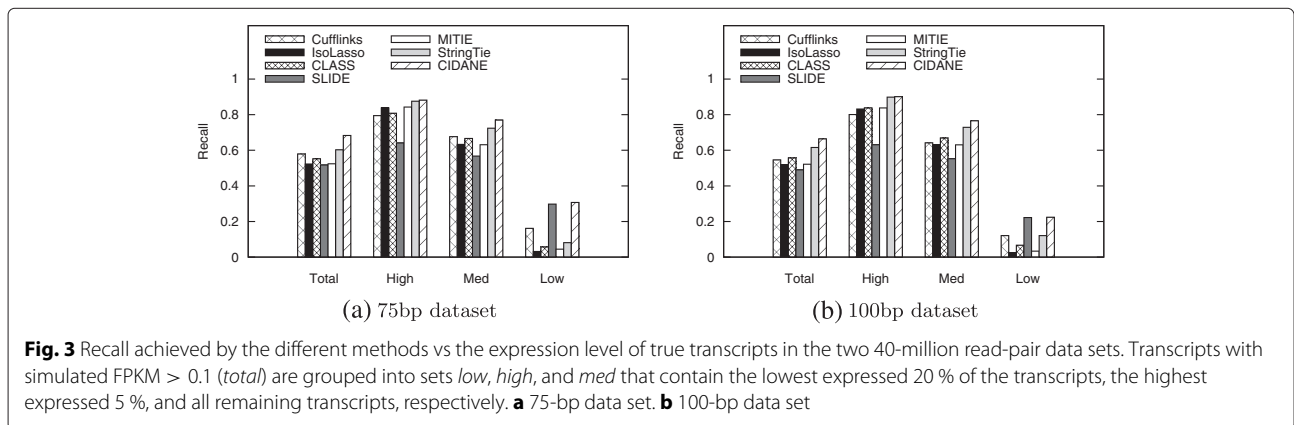 Cufflinks
IsoLasso
CLASS
SLIDE
MITIE
StringTie
CIDANE
Recall
1
0.8
0.6
0.4
0.2
0
Total High Med Low
(a) 75bp dataset
Cufflinks
IsoLasso
CLASS
SLIDE
MITIE
StringTie
CIDANE
Recall
1
0.8
0.6
0.4
0.2
0
Total High Med Low
(b) 100bp dataset
Fig. 3 Recall achieved by the different methods vs the expression level of true transcripts in the two 40-million read-pair data sets. Transcripts with
simulated FPKM > 0.1 (total) are grouped into sets low, high, and med that contain the lowest expressed 20 % of the transcripts, the highest
expressed 5 %, and all remaining transcripts, respectively. a 75-bp data set. b 100-bp data set